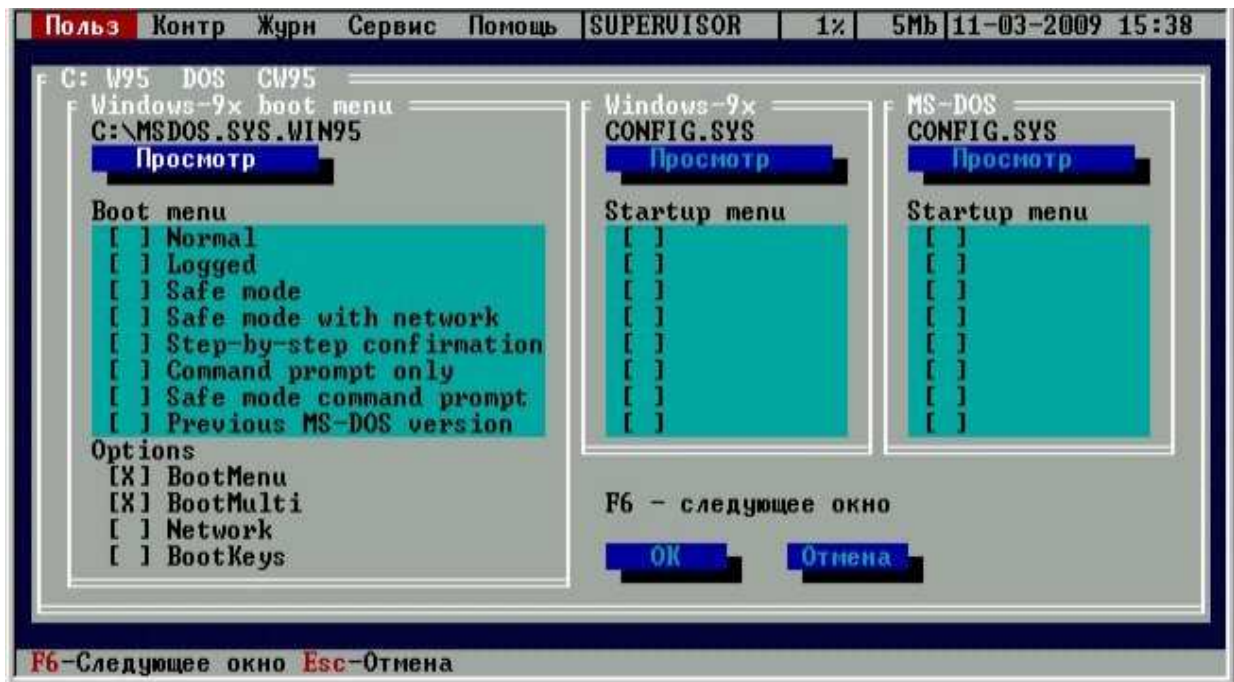 Польз Контр Журн Сервис Помощь SUPERVISOR 1% 5Mb 11-03-2009 15:38
C: W95 DOS CW95
Windows-9x boot menu
C:\MSDOS.SYS.WIN95
Просмотр
Boot menu
[ ] Normal
[ ] Logged
[ ] Safe mode
[ ] Safe mode with network
[ ] Step-by-step confirmation
[ ] Command prompt only
[ ] Safe mode command prompt
[ ] Previous MS-DOS version
Options
[X] BootMenu
[X] BootMulti
[ ] Network
[ ] BootKeys
Windows-9x
CONFIG.SYS
Просмотр
Startup menu
[ ]
[ ]
[ ]
[ ]
[ ]
[ ]
[ ]
[ ]
MS-DOS
CONFIG.SYS
Просмотр
Startup menu
[ ]
[ ]
[ ]
[ ]
[ ]
[ ]
[ ]
[ ]
F6 - следующее окно
OK Отмена
F6-Следующее окно Esc-Отмена